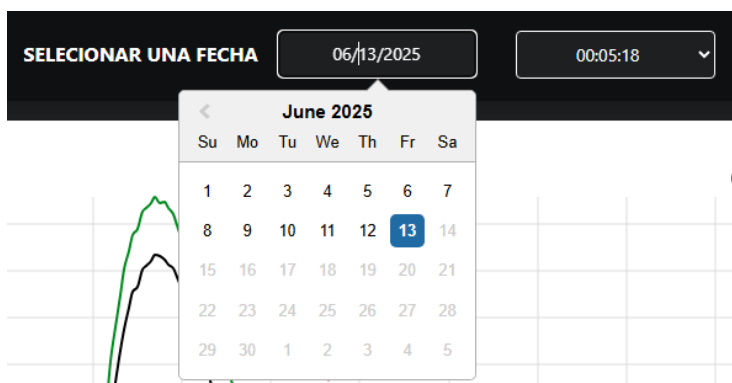 SELECIONAR UNA FECHA 06/13/2025 00:05:18
June 2025
Su Mo Tu We Th Fr Sa
1 2 3 4 5 6 7
8 9 10 11 12 13 14
15 16 17 18 19 20 21
22 23 24 25 26 27 28
29 30 1 2 3 4 5